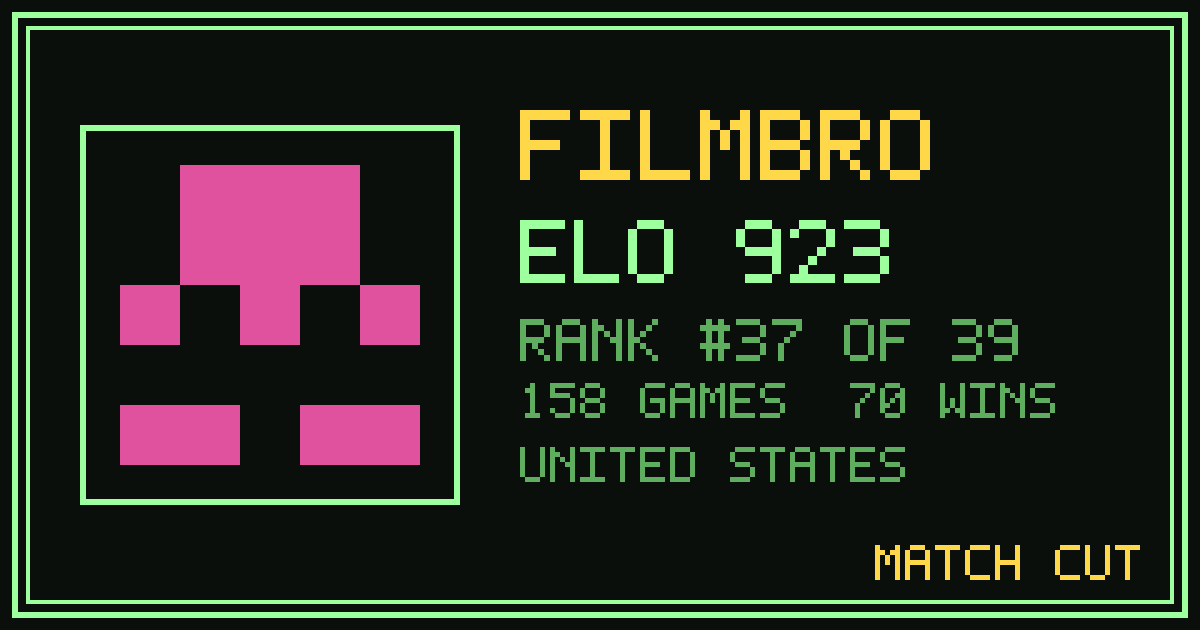 FILMBRO
ELO 923
RANK #37 OF 39
158 GAMES  70 WINS
UNITED STATES
MATCH CUT